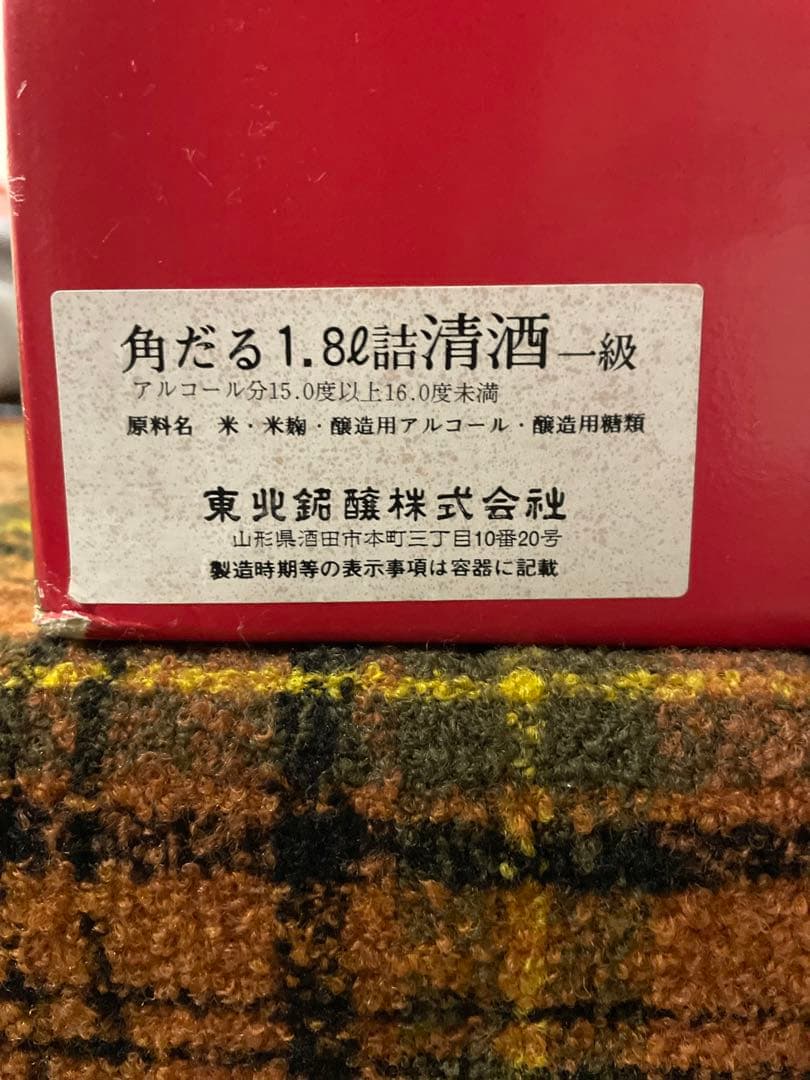 角だる1.8ℓ詰清酒一級
アルコール分15.0度以上16.0度未満
原料名 米・米麹・醸造用アルコール・醸造用糖類
東北銘醸株式会社
山形県酒田市本町三丁目10番20号
製造時期等の表示事項は容器に記載